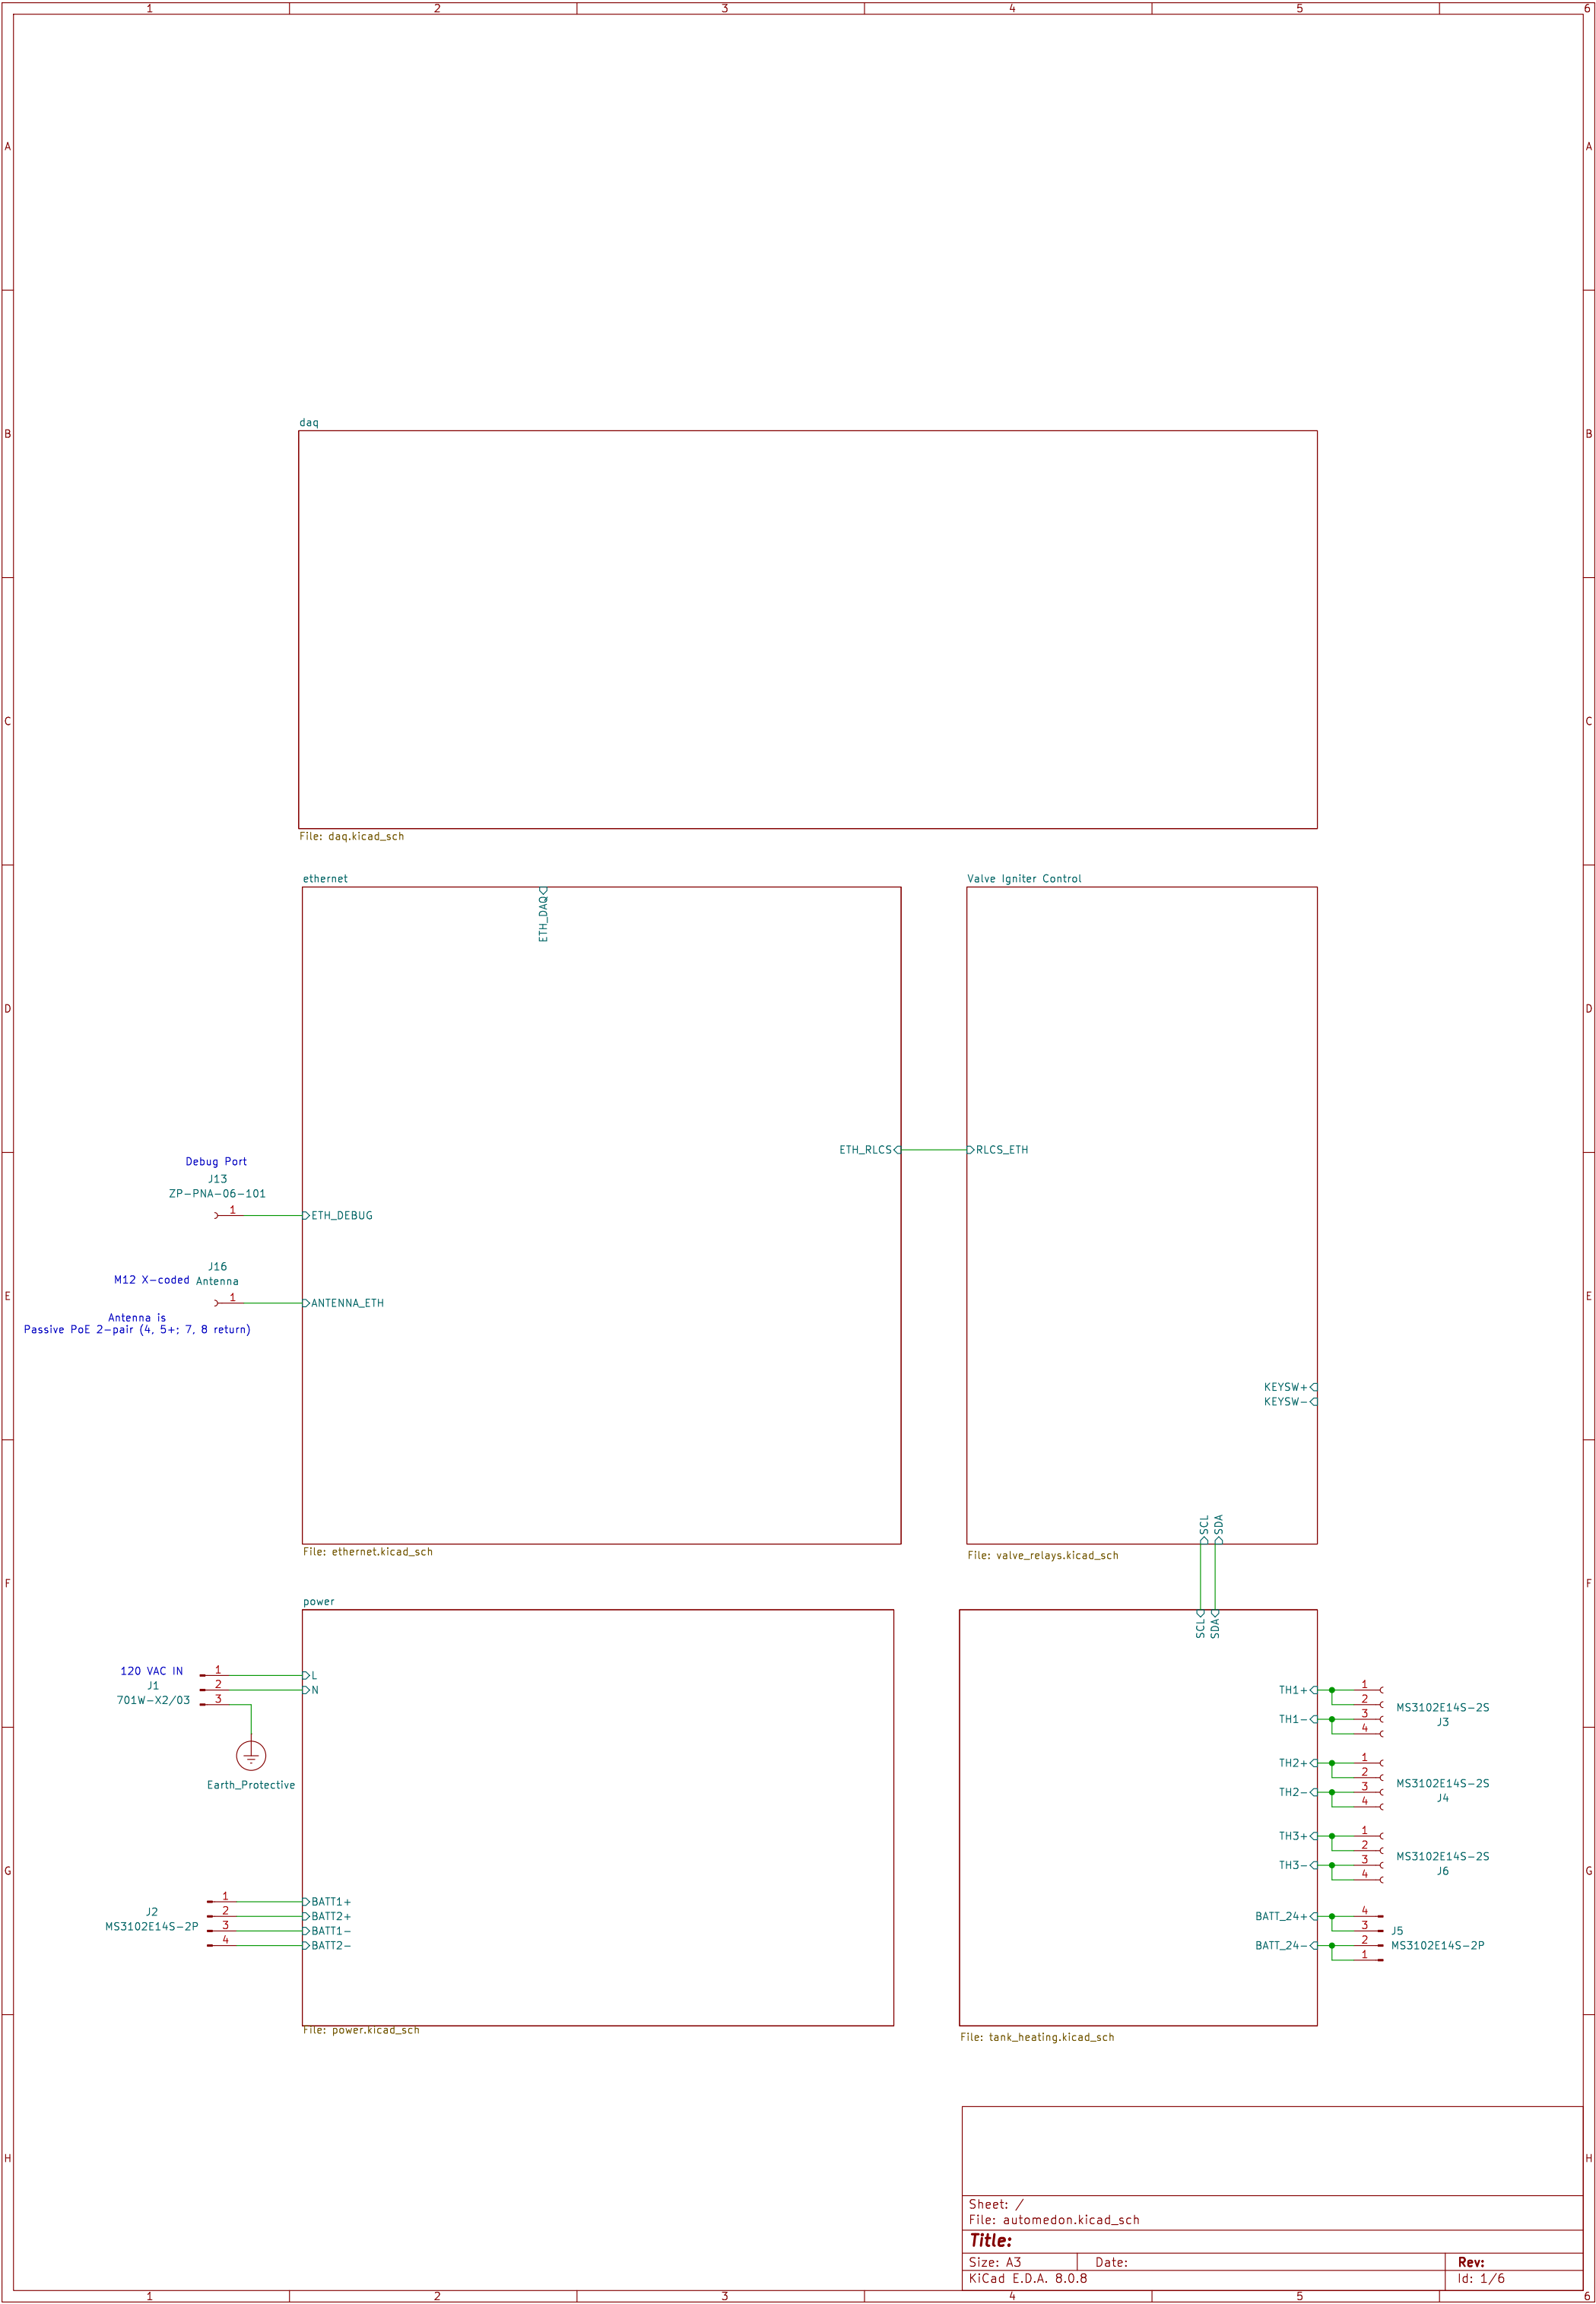 1 2 3 4 5 6
A A
B B
daq
C C
File: daq.kicad_sch
ethernet
Valve Igniter Control
ETH_DAQ
D D
ETH_RLCS
RLCS_ETH
Debug Port
J13
ZP-PNA-06-101
1
ETH_DEBUG
J16
M12 X-coded
Antenna
E E
1
ANTENNA_ETH
Antenna is
Passive PoE 2-pair (4, 5+; 7, 8 return)
KEYSW+
KEYSW-
SCL
SDA
File: ethernet.kicad_sch
File: valve_relays.kicad_sch
F F
power
SCL
SDA
120 VAC IN
J1
701W-X2/03
1
2
3
L
N
Earth_Protective
TH1+
TH1-
1
2
3
4
MS3102E14S-2S
J3
TH2+
TH2-
1
2
3
4
MS3102E14S-2S
J4
TH3+
TH3-
1
2
3
4
MS3102E14S-2S
J6
G G
J2
MS3102E14S-2P
1
2
3
4
BATT1+
BATT2+
BATT1-
BATT2-
BATT_24+
BATT_24-
4
3
2
1
J5
MS3102E14S-2P
File: power.kicad_sch
File: tank_heating.kicad_sch
H H
Sheet: /
File: automedon.kicad_sch
Title:
Size: A3 Date: Rev:
KiCad E.D.A. 8.0.8 Id: 1/6
1 2 3 4 5 6